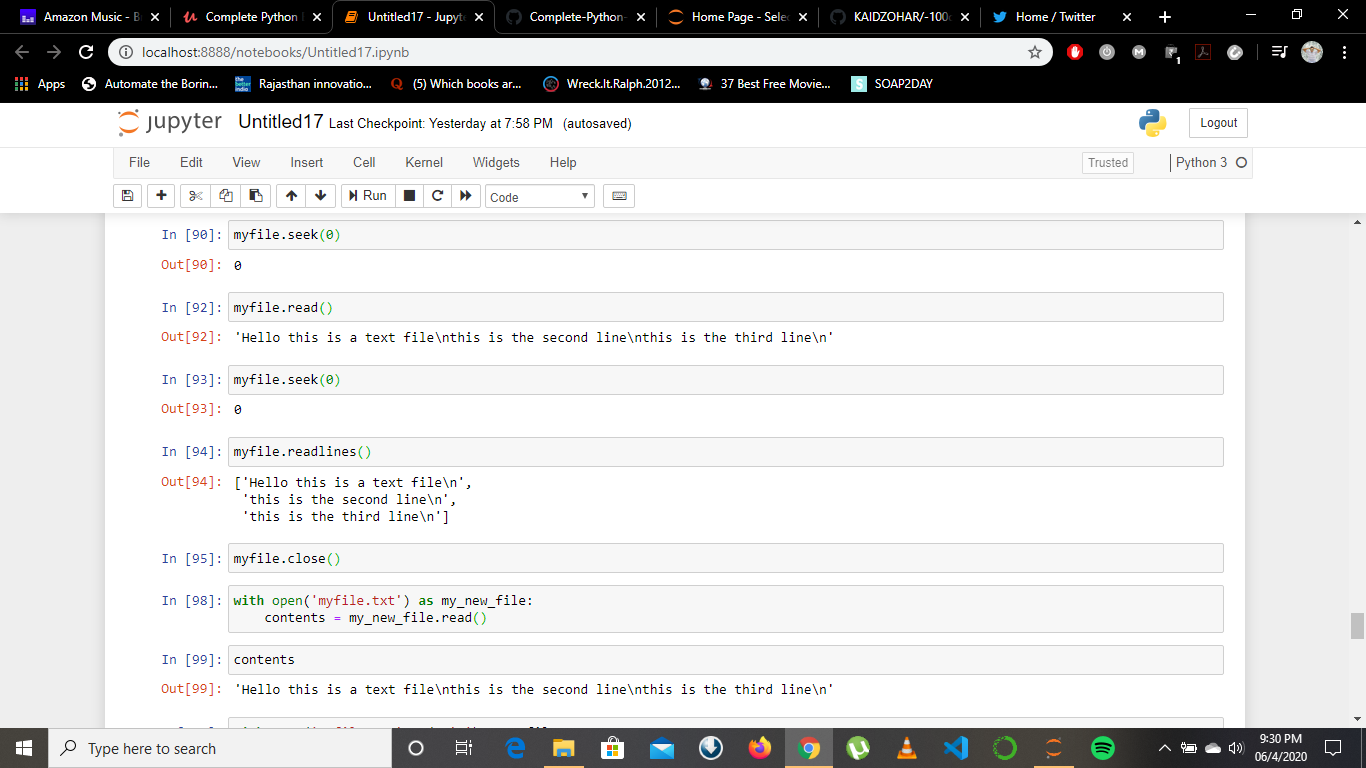 Amazon Music - B
Complete Python
Untitled17 - Jupyte
Complete-Python-
Home Page - Selec
KAIDZOHAR/-100
Home / Twitter
localhost:8888/notebooks/Untitled17.ipynb
Apps
Automate the Borin...
Rajasthan innovatio...
(5) Which books ar...
Wreck.It.Ralph.2012...
37 Best Free Movie...
SOAP2DAY
jupyter Untitled17 Last Checkpoint: Yesterday at 7:58 PM (autosaved)
Logout
File Edit View Insert Cell Kernel Widgets Help
Trusted
Python 3
Run
Code
In [90]: myfile.seek(0)
Out[90]: 0
In [92]: myfile.read()
Out[92]: 'Hello this is a text file\nthis is the second line\nthis is the third line\n'
In [93]: myfile.seek(0)
Out[93]: 0
In [94]: myfile.readlines()
Out[94]: ['Hello this is a text file\n',
'this is the second line\n',
'this is the third line\n']
In [95]: myfile.close()
In [98]: with open('myfile.txt') as my_new_file:
contents = my_new_file.read()
In [99]: contents
Out[99]: 'Hello this is a text file\nthis is the second line\nthis is the third line\n'
Type here to search
9:30 PM
06/4/2020